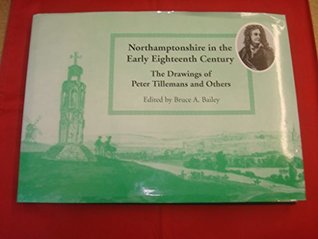 Northamptonshire in the
Early Eighteenth Century
The Drawings of
Peter Tillemans and Others
Edited by Bruce A. Bailey